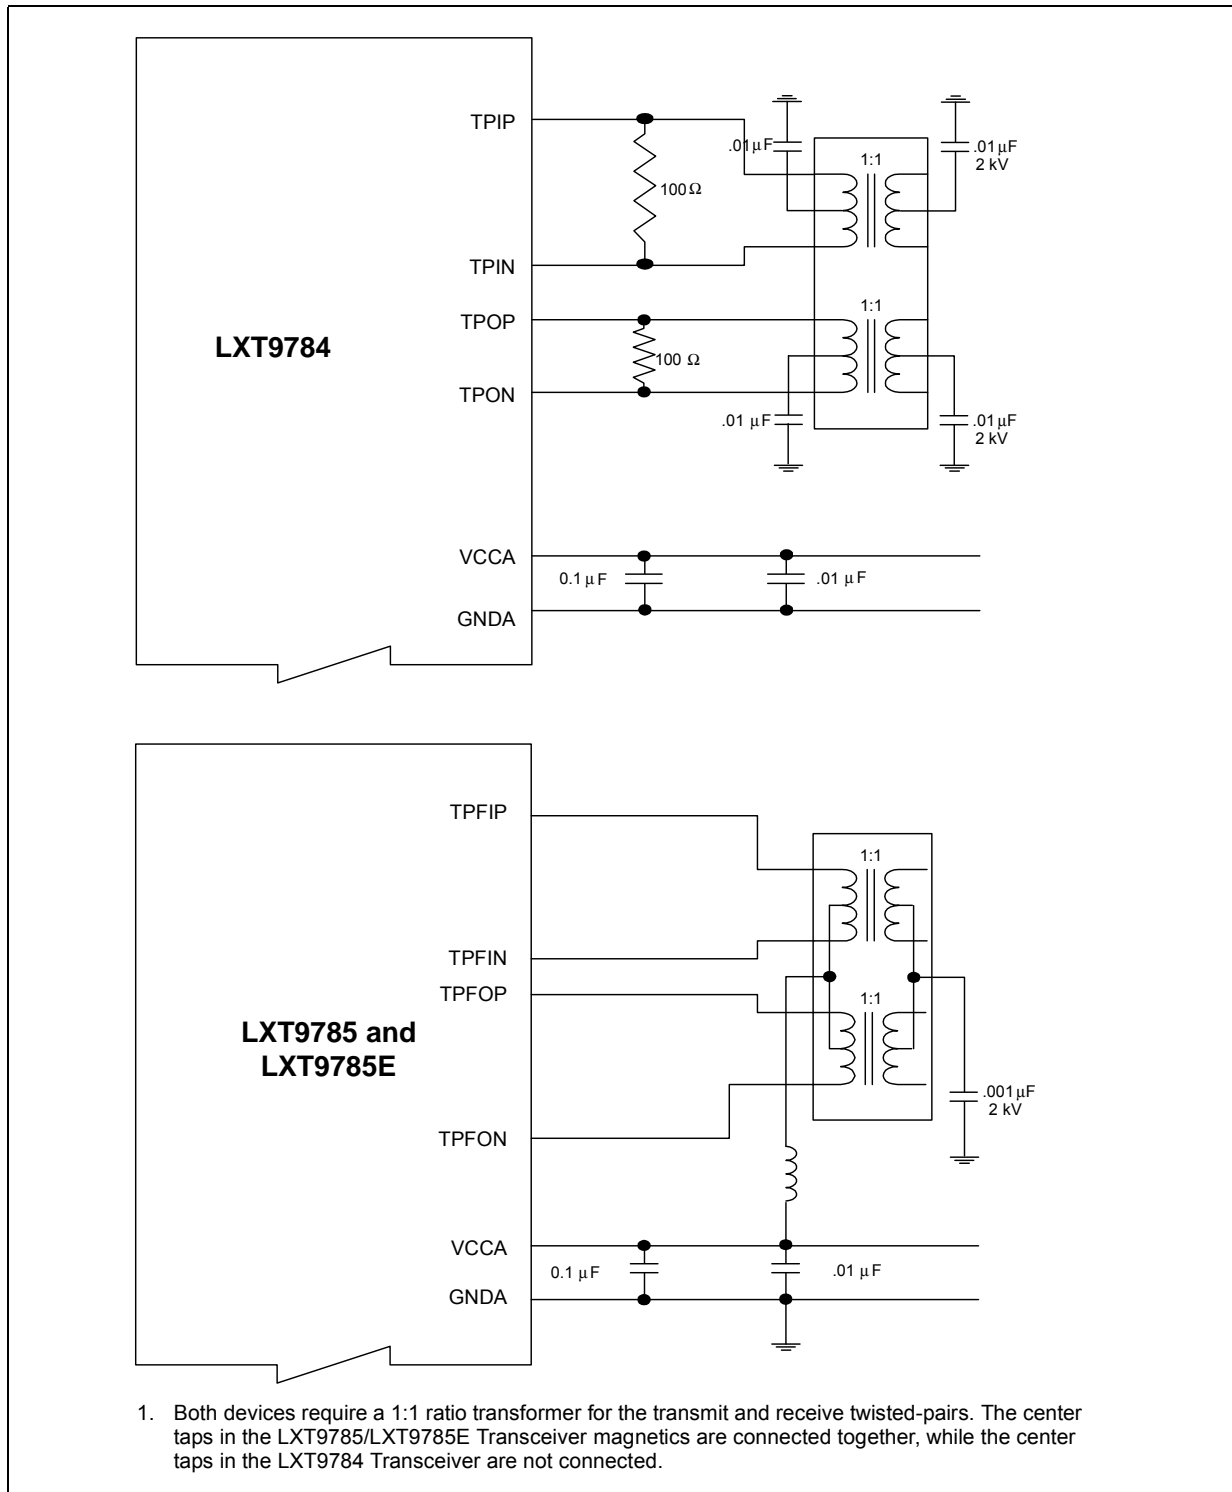 TPIP
.01μF
1:1
.01μF
2 kV
100Ω
TPIN
1:1
TPOP
LXT9784
100 Ω
TPON
.01 μF
.01μF
2 kV
VCCA
0.1 μF
.01 μF
GNDA
TPFIP
1:1
TPFIN
TPFOP
1:1
LXT9785 and
LXT9785E
.001μF
2 kV
TPFON
VCCA
0.1 μF
.01 μF
GNDA
1. Both devices require a 1:1 ratio transformer for the transmit and receive twisted-pairs. The center
taps in the LXT9785/LXT9785E Transceiver magnetics are connected together, while the center
taps in the LXT9784 Transceiver are not connected.